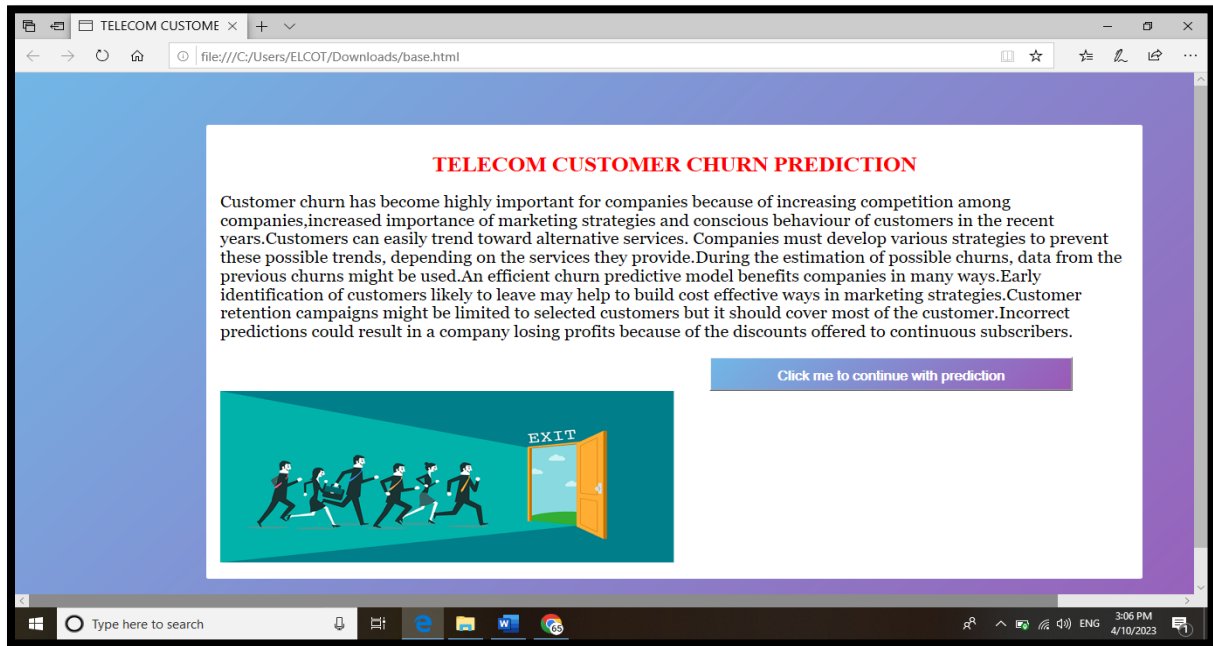 TELECOM CUSTOME
file:///C:/Users/ELCOT/Downloads/base.html
TELECOM CUSTOMER CHURN PREDICTION
Customer churn has become highly important for companies because of increasing competition among
companies,increased importance of marketing strategies and conscious behaviour of customers in the recent
years.Customers can easily trend toward alternative services. Companies must develop various strategies to prevent
these possible trends, depending on the services they provide.During the estimation of possible churns, data from the
previous churns might be used.An efficient churn predictive model benefits companies in many ways.Early
identification of customers likely to leave may help to build cost effective ways in marketing strategies.Customer
retention campaigns might be limited to selected customers but it should cover most of the customer.Incorrect
predictions could result in a company losing profits because of the discounts offered to continuous subscribers.
Click me to continue with prediction
EXIT
Type here to search
65
ENG
3:06 PM
4/10/2023
1